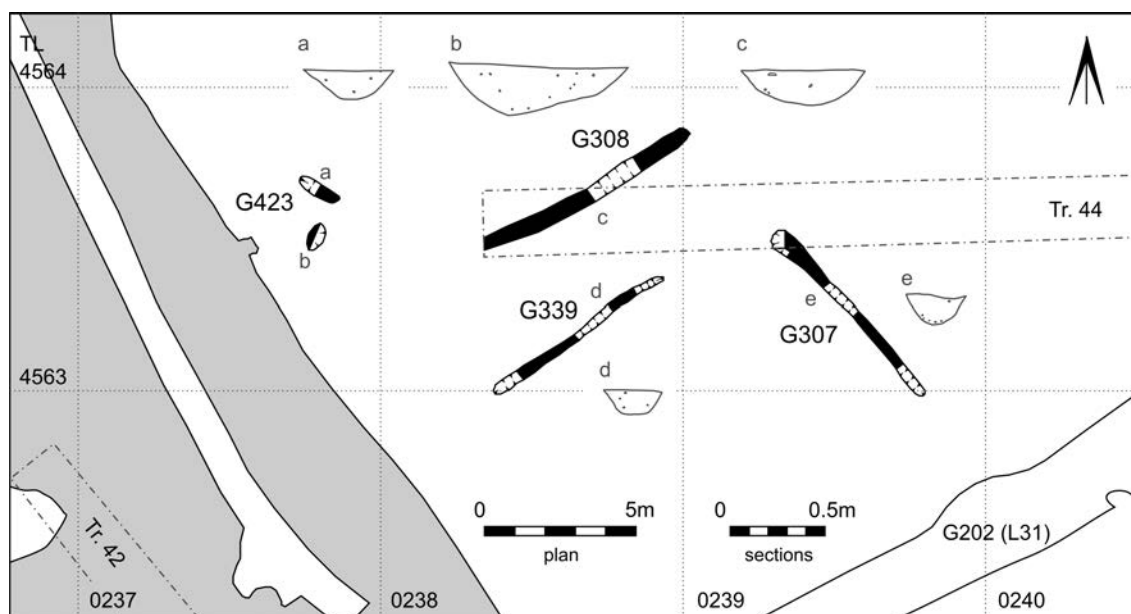 TL
4564
a
b
c
G308
a
G423
b
c
Tr. 44
d
G339
e
e
G307
4563
d
0
5m
plan
0
0.5m
sections
Tr. 42
G202 (L31)
0237
0238
0239
0240